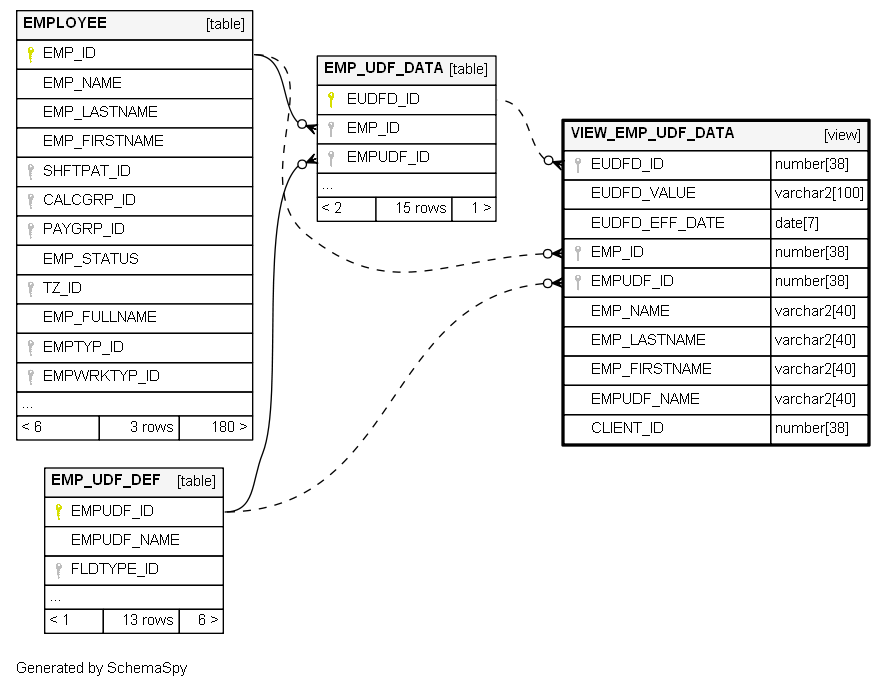 EMPLOYEE [table]
EMP_ID
EMP_NAME
EMP_LASTNAME
EMP_FIRSTNAME
SHFTPAT_ID
CALCGRP_ID
PAYGRP_ID
EMP_STATUS
TZ_ID
EMP_FULLNAME
EMPTYP_ID
EMPWRKTYP_ID
...
< 6 3 rows 180 >
EMP_UDF_DATA [table]
EUDFD_ID
EMP_ID
EMPUDF_ID
...
< 2 15 rows 1 >
VIEW_EMP_UDF_DATA [view]
EUDFD_ID number[38]
EUDFD_VALUE varchar2[100]
EUDFD_EFF_DATE date[7]
EMP_ID number[38]
EMPUDF_ID number[38]
EMP_NAME varchar2[40]
EMP_LASTNAME varchar2[40]
EMP_FIRSTNAME varchar2[40]
EMPUDF_NAME varchar2[40]
CLIENT_ID number[38]
EMP_UDF_DEF [table]
EMPUDF_ID
EMPUDF_NAME
FLDTYPE_ID
...
< 1 13 rows 6 >
Generated by SchemaSpy